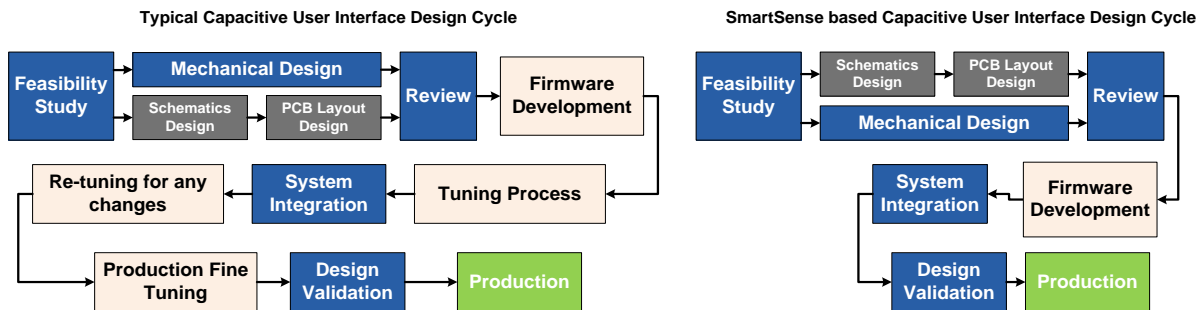 Typical Capacitive User Interface Design Cycle
Feasibility
Study
Mechanical Design
Schematics
Design
PCB Layout
Design
Review
Firmware
Development
Re-tuning for any
changes
System
Integration
Tuning Process
Production Fine
Tuning
Design
Validation
Production
SmartSense based Capacitive User Interface Design Cycle
Feasibility
Study
Schematics
Design
PCB Layout
Design
Mechanical Design
Review
System
Integration
Firmware
Development
Design
Validation
Production